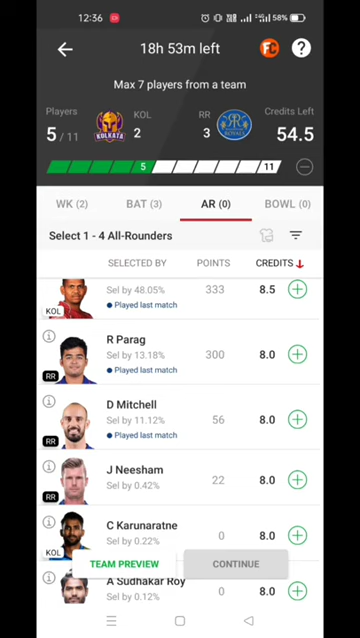 12:36
58%
18h 53m left
FC
?
Max 7 players from a team
Players
KOL
RR
Credits Left
5 / 11
KOLKATA
2
3
ROYALS
54.5
5
11
WK (2)
BAT (3)
AR (0)
BOWL (0)
Select 1 - 4 All-Rounders
SELECTED BY
POINTS
CREDITS
KOL
Sel by 48.05%
333
8.5
Played last match
R Parag
RR
Sel by 13.18%
300
8.0
Played last match
D Mitchell
RR
Sel by 11.12%
56
8.0
Played last match
J Neesham
RR
Sel by 0.42%
22
8.0
C Karunaratne
KOL
Sel by 0.22%
0
8.0
TEAM PREVIEW
CONTINUE
A Sudhakar Roy
Sel by 0.12%
0
8.0